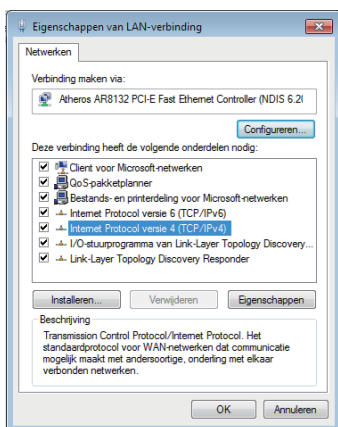 Eigenschappen van LAN-verbinding
Netwerken
Verbinding maken via:
Atheros AR8132 PCI-E Fast Ethernet Controller (NDIS 6.2(
Configureren...
Deze verbinding heeft de volgende onderdelen nodig:
Client voor Microsoft-netwerken
QoS-pakketplanner
Bestands- en printerdeling voor Microsoft-netwerken
Internet Protocol versie 6 (TCP/IPv6)
Internet Protocol versie 4 (TCP/IPv4)
I/O-stuurprogramma van Link-Layer Topology Discovery...
Link-Layer Topology Discovery Responder
Installeren... Verwijderen Eigenschappen
Beschrijving
Transmission Control Protocol/Internet Protocol. Het
standaardprotocol voor WAN-netwerken dat communicatie
mogelijk maakt met andersoortige, onderling met elkaar
verbonden netwerken.
OK Annuleren